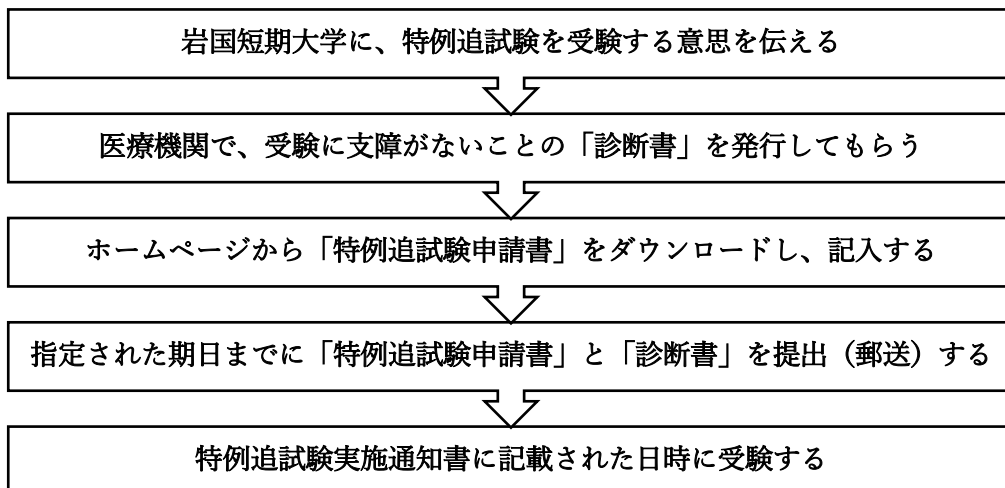 岩国短期大学に、特例追試験を受験する意思を伝える
医療機関で、受験に支障がないことの「診断書」を発行してもらう
ホームページから「特例追試験申請書」をダウンロードし、記入する
指定された期日までに「特例追試験申請書」と「診断書」を提出（郵送）する
特例追試験実施通知書に記載された日時に受験する